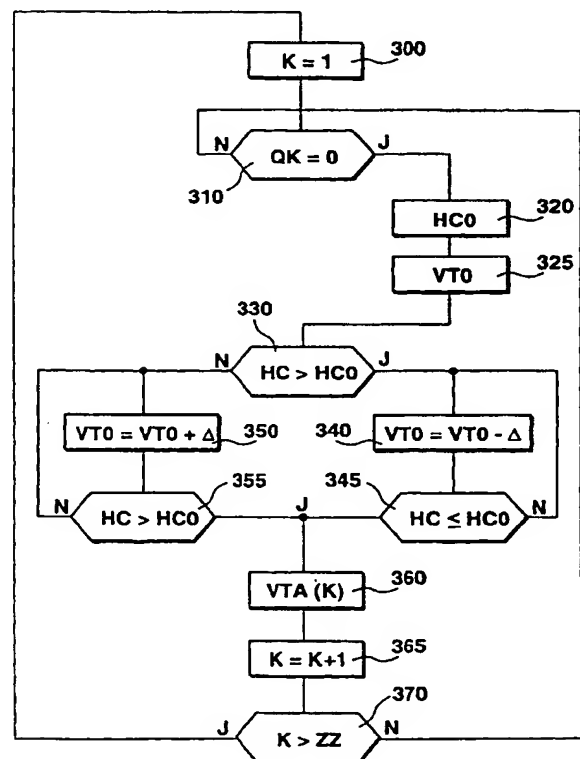 K = 1
300
N
QK = 0
J
310
HC0
320
VT0
325
330
N
HC > HC0
J
VT0 = VT0 + Δ
350
340
VT0 = VT0 - Δ
355
345
N
HC > HC0
J
HC ≤ HC0
N
VTA (K)
360
K = K+1
365
370
J
K > ZZ
N